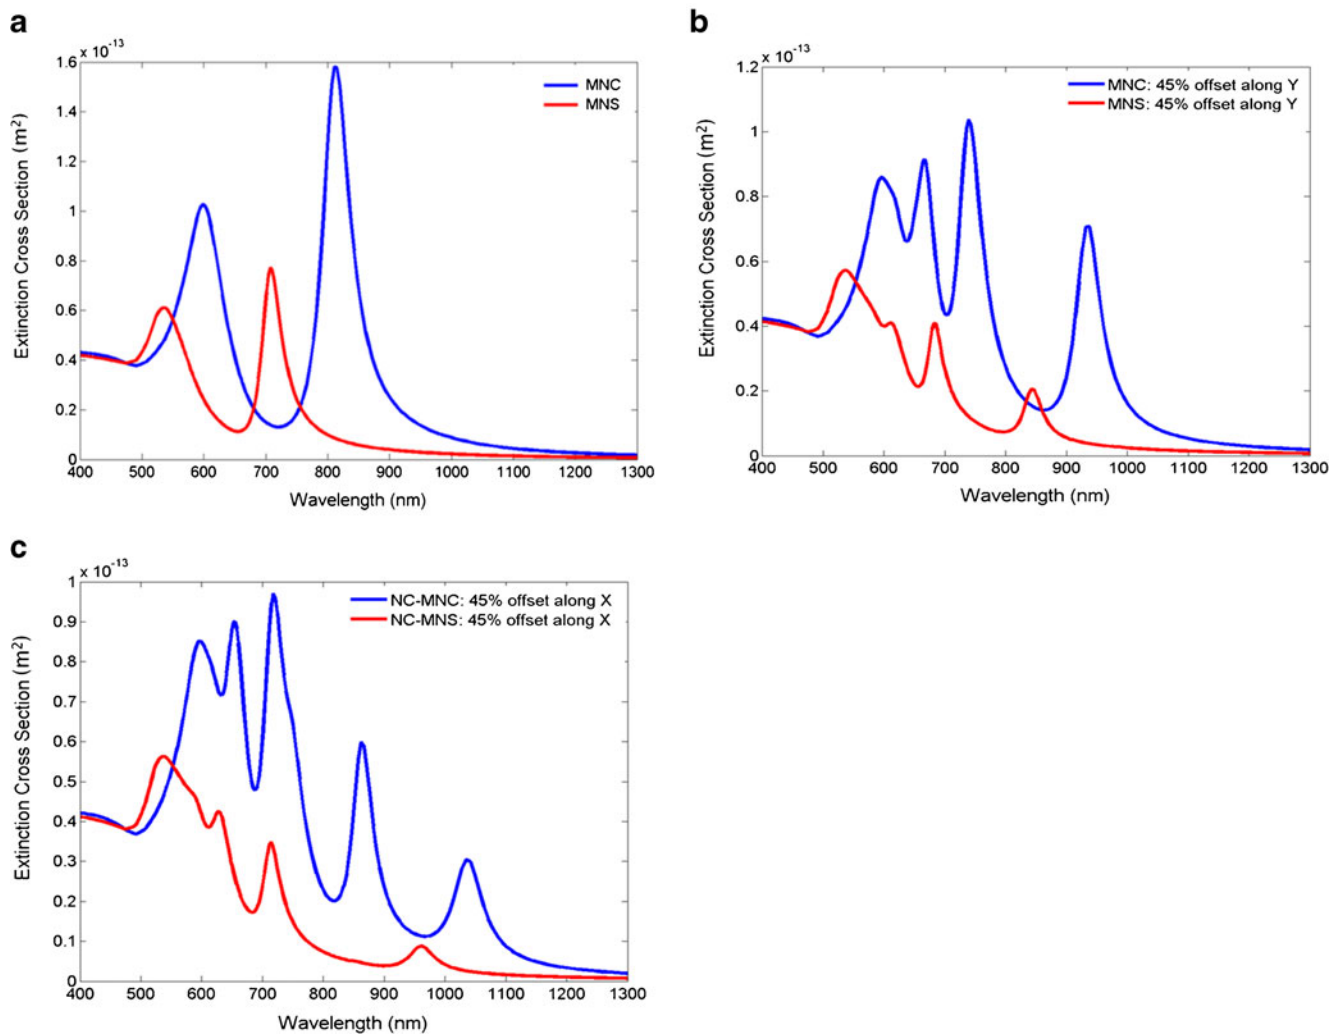 a
x 10⁻¹³
1.6
1.4
1.2
1
0.8
0.6
0.4
0.2
0
Extinction Cross Section (m²)
MNC
MNS
400 500 600 700 800 900 1000 1100 1200 1300
Wavelength (nm)
b
x 10⁻¹³
1.2
1
0.8
0.6
0.4
0.2
0
Extinction Cross Section (m²)
MNC: 45% offset along Y
MNS: 45% offset along Y
400 500 600 700 800 900 1000 1100 1200 1300
Wavelength (nm)
c
x 10⁻¹³
1
0.9
0.8
0.7
0.6
0.5
0.4
0.3
0.2
0.1
0
Extinction Cross Section (m²)
NC-MNC: 45% offset along X
NC-MNS: 45% offset along X
400 500 600 700 800 900 1000 1100 1200 1300
Wavelength (nm)